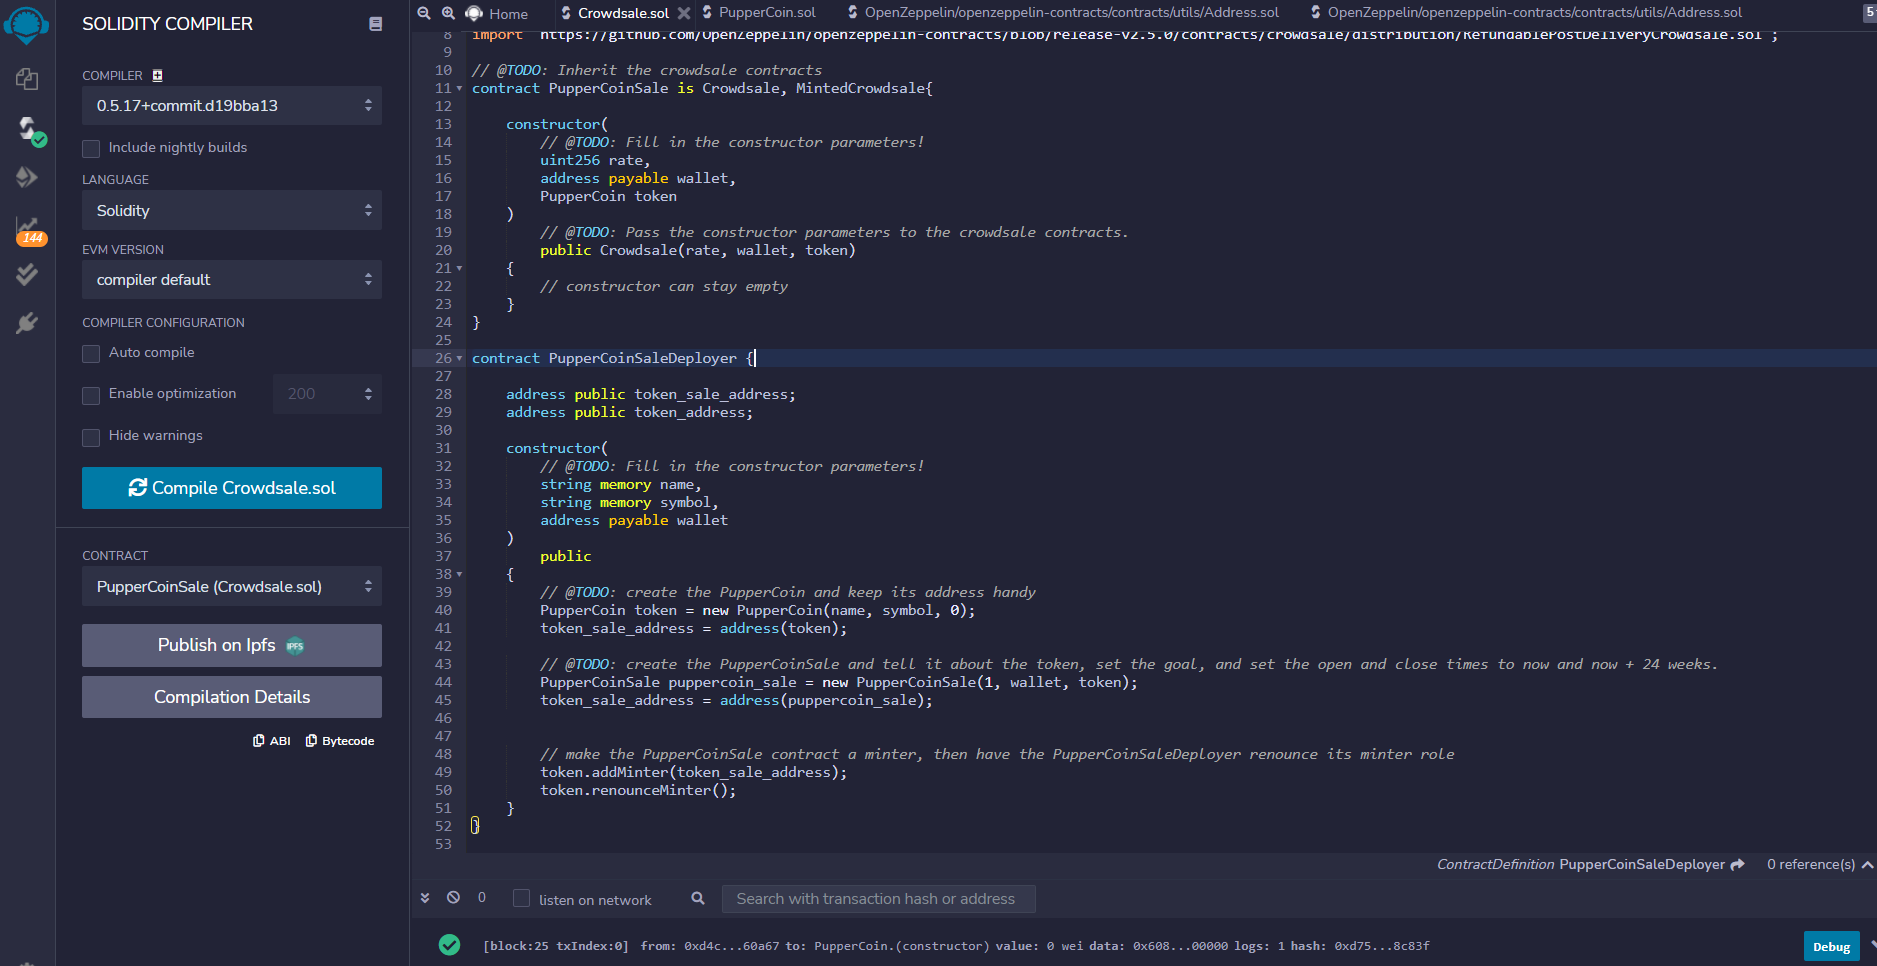 SOLIDITY COMPILER
COMPILER
0.5.17+commit.d19bba13
Include nightly builds
LANGUAGE
Solidity
EVM VERSION
compiler default
COMPILER CONFIGURATION
Auto compile
Enable optimization
200
Hide warnings
Compile Crowdsale.sol
CONTRACT
PupperCoinSale (Crowdsale.sol)
Publish on Ipfs
IPFS
Compilation Details
ABI Bytecode
144
Home Crowdsale.sol PupperCoin.sol OpenZeppelin/openzeppelin-contracts/contracts/utils/Address.sol OpenZeppelin/openzeppelin-contracts/contracts/utils/Address.sol 5
8 import "https://github.com/OpenZeppelin/openzeppelin-contracts/blob/release-v2.5.0/contracts/crowdsale/distribution/RefundablePostDeliveryCrowdsale.sol";
9
10 // @TODO: Inherit the crowdsale contracts
11 contract PupperCoinSale is Crowdsale, MintedCrowdsale{
12
13 constructor(
14 // @TODO: Fill in the constructor parameters!
15 uint256 rate,
16 address payable wallet,
17 PupperCoin token
18 )
19 // @TODO: Pass the constructor parameters to the crowdsale contracts.
20 public Crowdsale(rate, wallet, token)
21 {
22 // constructor can stay empty
23 }
24 }
25
26 contract PupperCoinSaleDeployer {
27
28 address public token_sale_address;
29 address public token_address;
30
31 constructor(
32 // @TODO: Fill in the constructor parameters!
33 string memory name,
34 string memory symbol,
35 address payable wallet
36 )
37 public
38 {
39 // @TODO: create the PupperCoin and keep its address handy
40 PupperCoin token = new PupperCoin(name, symbol, 0);
41 token_sale_address = address(token);
42
43 // @TODO: create the PupperCoinSale and tell it about the token, set the goal, and set the open and close times to now and now + 24 weeks.
44 PupperCoinSale puppercoin_sale = new PupperCoinSale(1, wallet, token);
45 token_sale_address = address(puppercoin_sale);
46
47
48 // make the PupperCoinSale contract a minter, then have the PupperCoinSaleDeployer renounce its minter role
49 token.addMinter(token_sale_address);
50 token.renounceMinter();
51 }
52 }
53
ContractDefinition PupperCoinSaleDeployer 0 reference(s)
0 listen on network Search with transaction hash or address
[block:25 txIndex:0] from: 0xd4c...60a67 to: PupperCoin.(constructor) value: 0 wei data: 0x608...00000 logs: 1 hash: 0xd75...8c83f
Debug